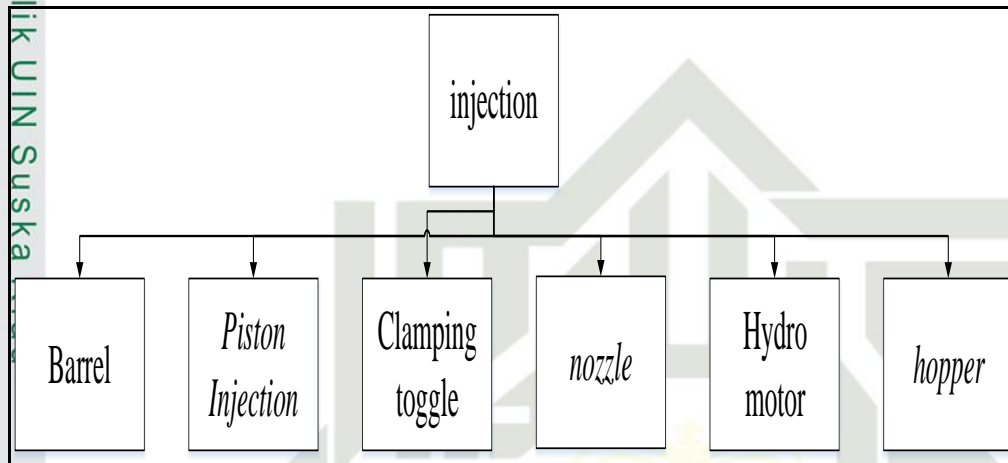 lik UIN Suska
injection
Barrel
Piston
Injection
Clamping
toggle
nozzle
Hydro
motor
hopper